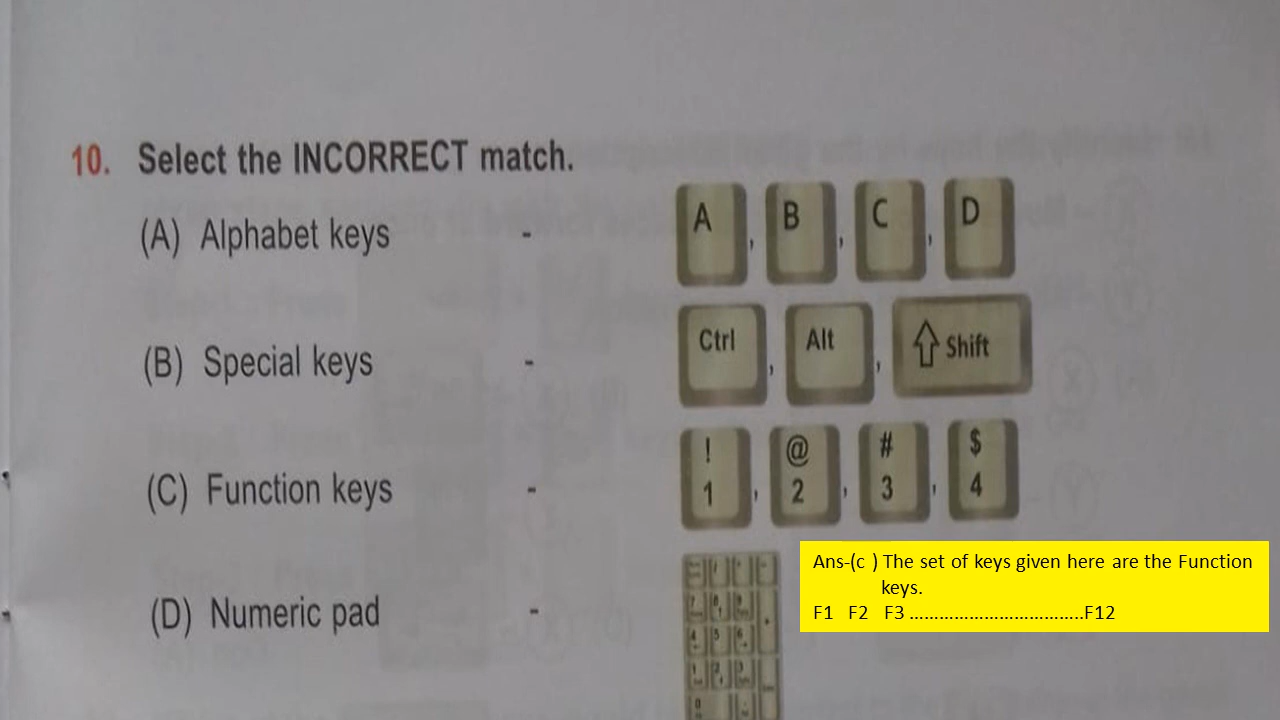 10. Select the INCORRECT match.
(A) Alphabet keys - A , B , C , D
(B) Special keys - Ctrl , Alt , Shift
(C) Function keys - ! 1 , @ 2 , # 3 , $ 4
(D) Numeric pad -
Ans-(c ) The set of keys given here are the Function
keys.
F1 F2 F3 ……………………………..F12